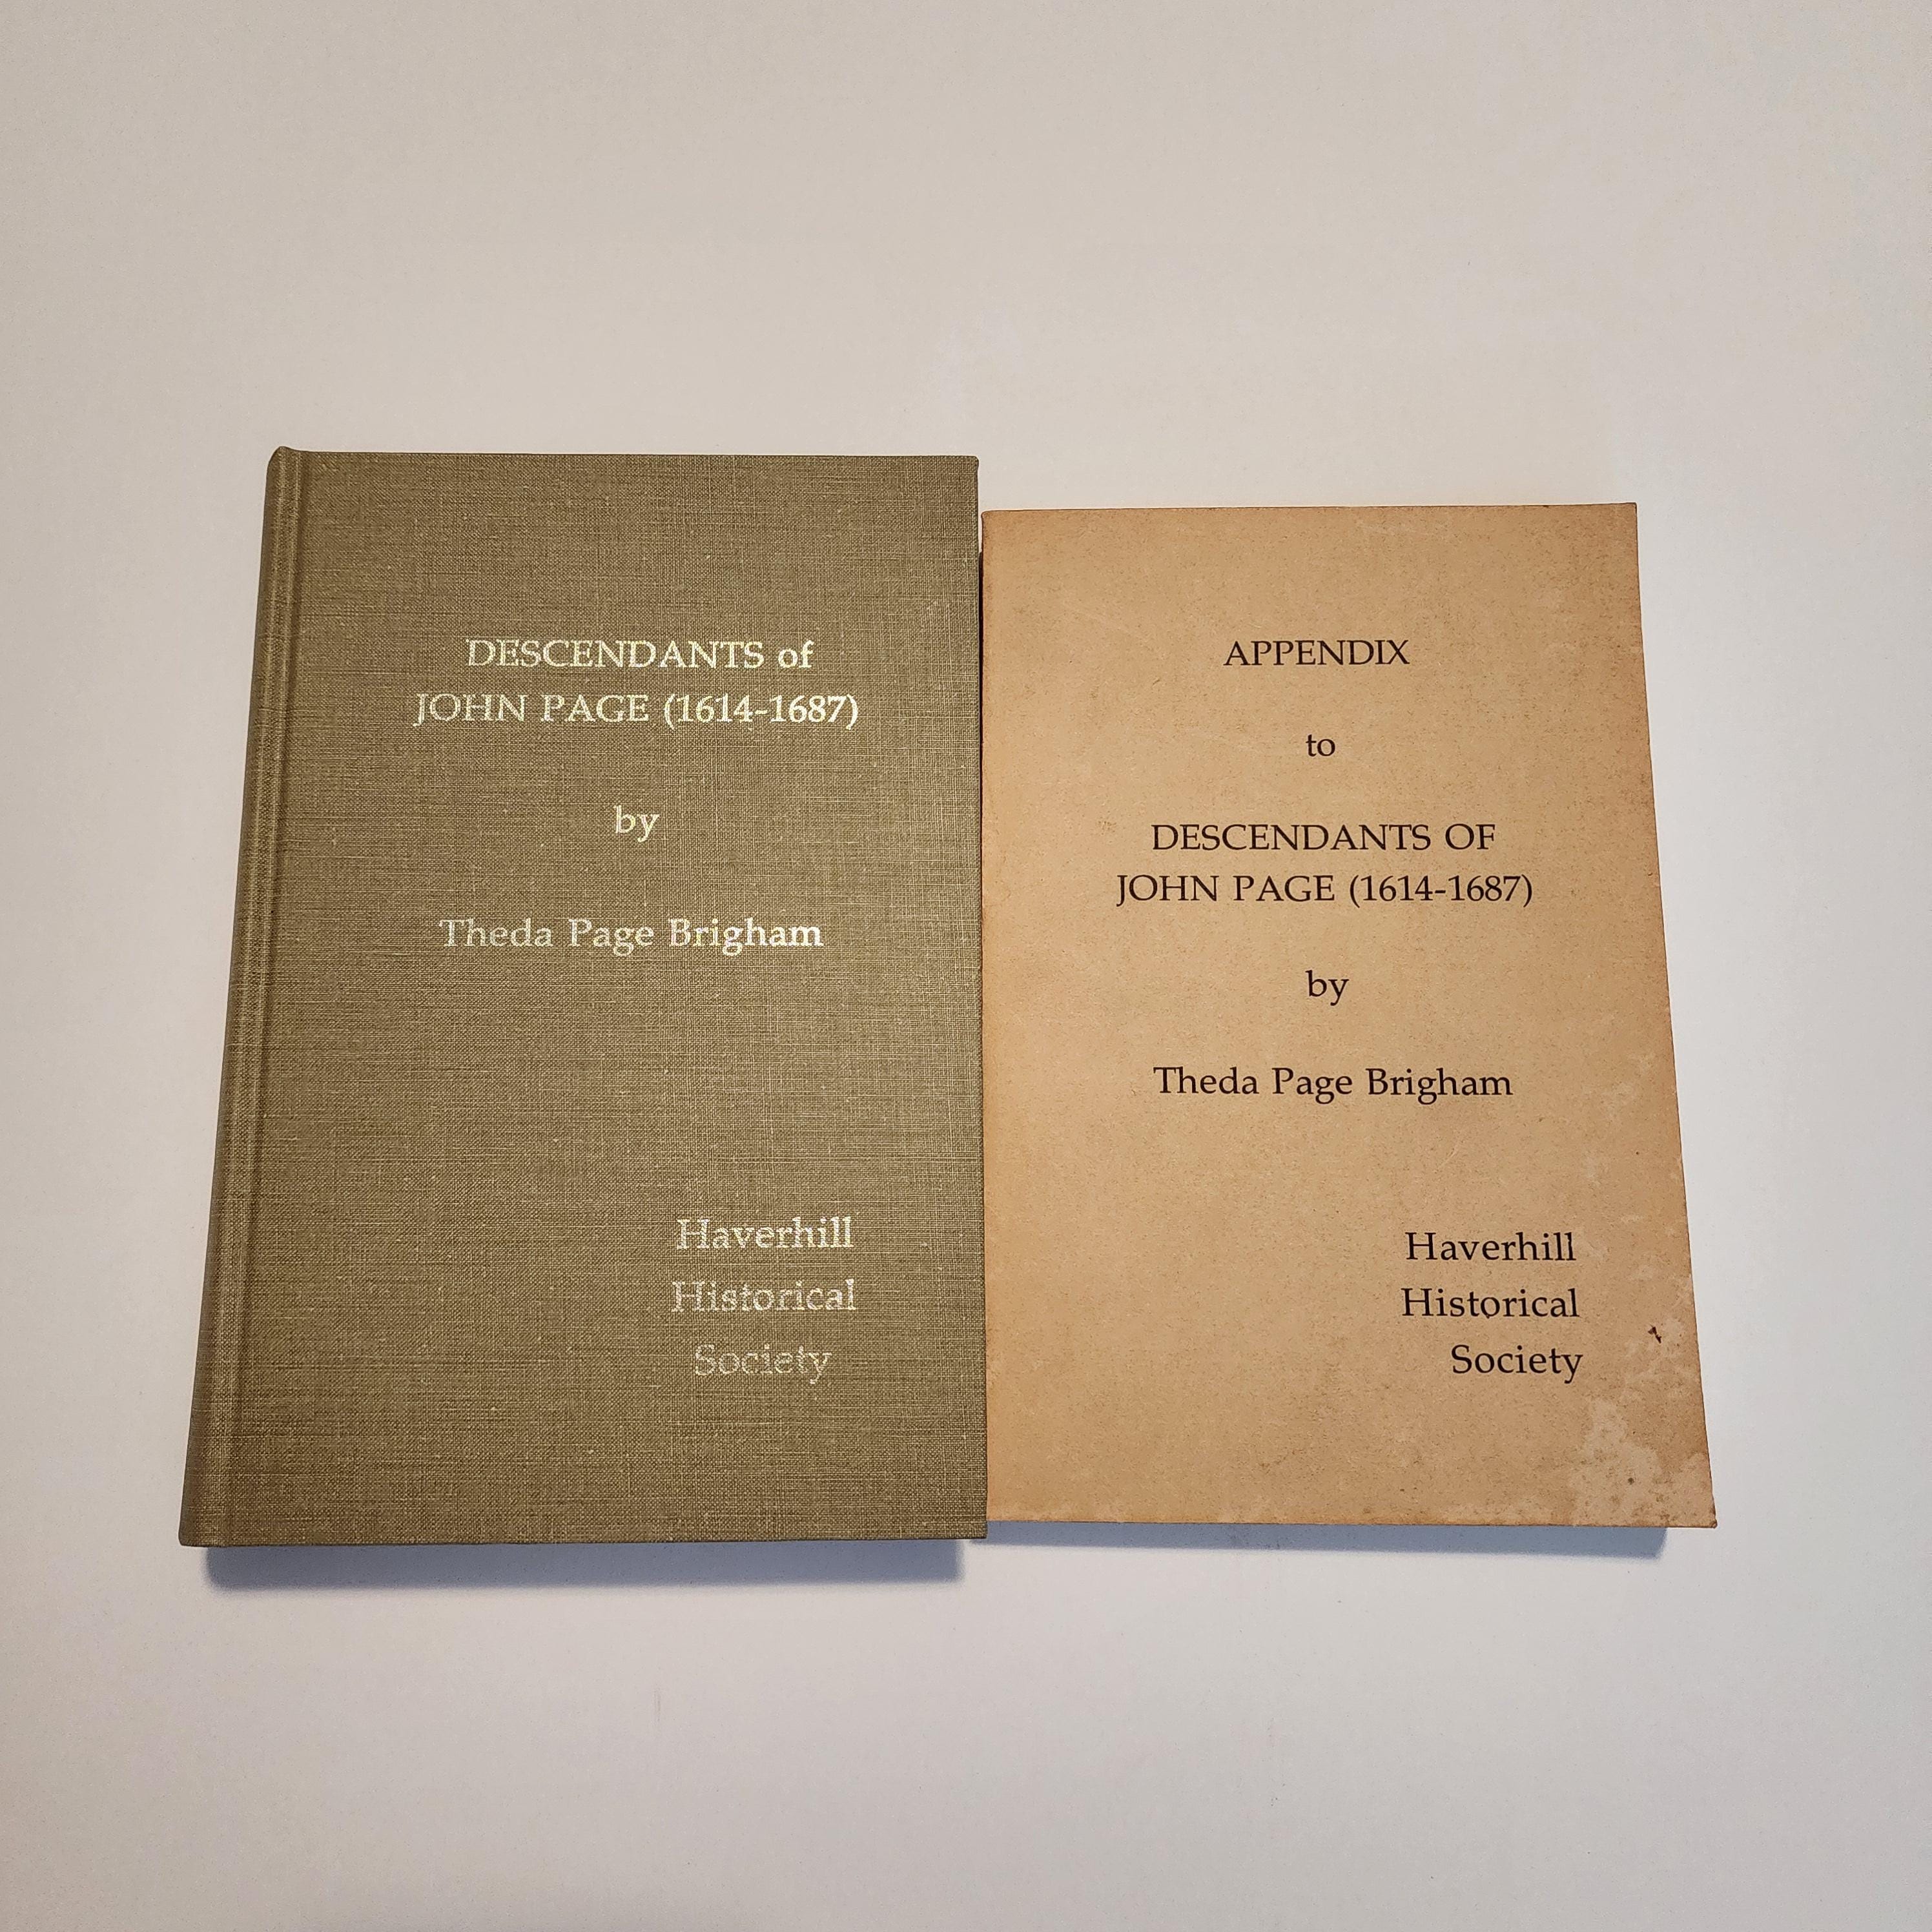 DESCENDANTS of
JOHN PAGE (1614-1687)
by
Theda Page Brigham
Haverhill
Historical
Society
APPENDIX
to
DESCENDANTS OF
JOHN PAGE (1614-1687)
by
Theda Page Brigham
Haverhill
Historical
Society